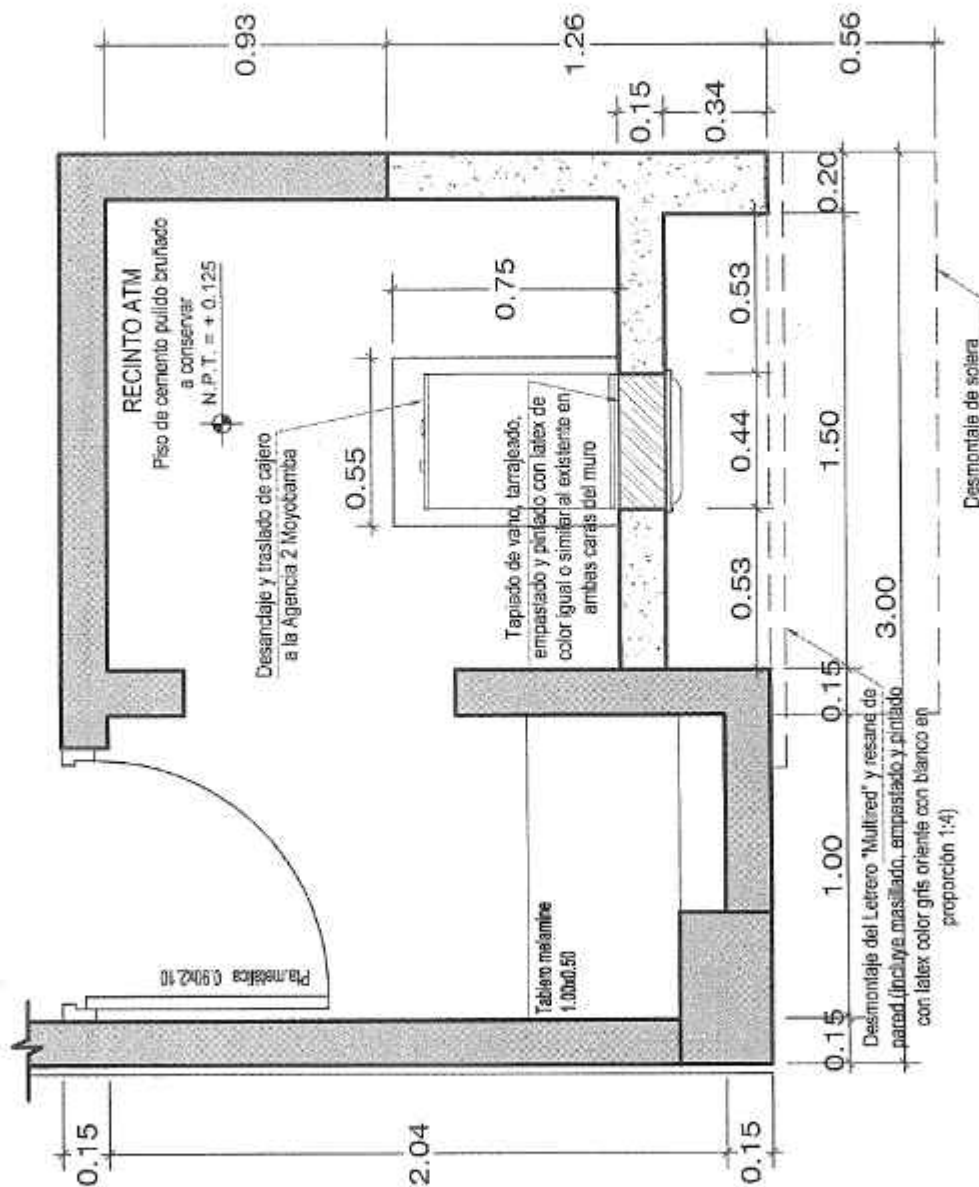 RECINTO ATM
Piso de cemento pulido bruñado
a conservar
N.P.T. = + 0.125
Desanclaje y traslado de cajero
a la Agencia 2 Moyobamba
0.55
0.75
Tapiado de vano, tarrajeado,
empastado y pintado con latex de
color igual o similar al existente en
ambas caras del muro
Pta.metálica 0.90x2.10
Tablero melamine
1.00x0.50
0.93
1.26
0.56
0.15
0.34
0.15
2.04
0.15
0.53
0.44
0.53
0.15
1.00
0.15
1.50
0.20
3.00
Desmontaje del Letrero "Multired" y resane de
pared (incluye masillado, empastado y pintado
con latex color gris oriente con blanco en
proporción 1:4)
Desmontaje de solera